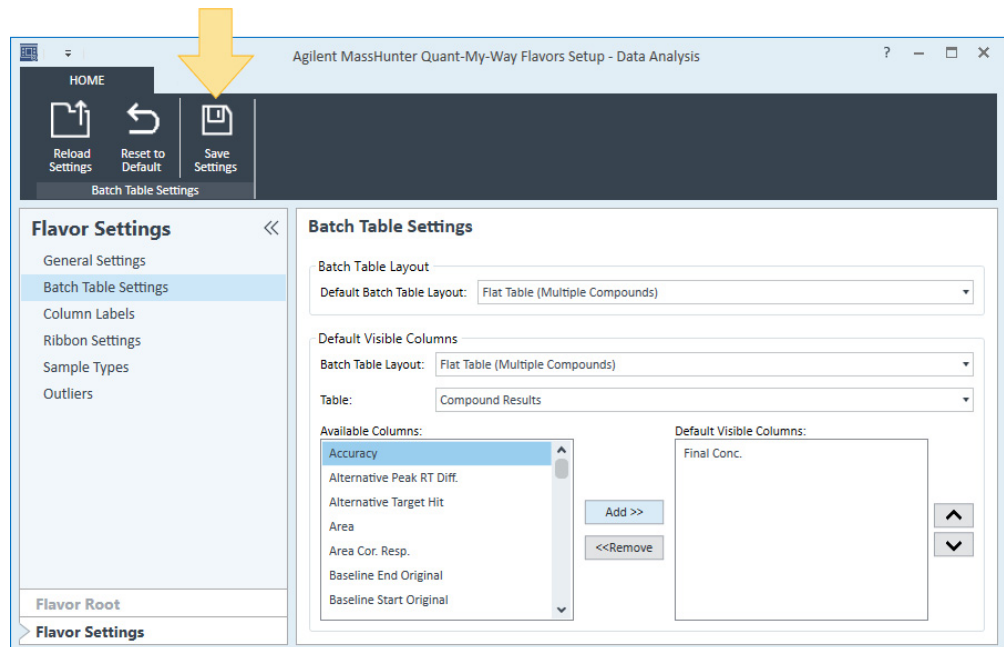 Agilent MassHunter Quant-My-Way Flavors Setup - Data Analysis
HOME
Reload Settings
Reset to Default
Save Settings
Batch Table Settings
Flavor Settings
General Settings
Batch Table Settings
Column Labels
Ribbon Settings
Sample Types
Outliers
Flavor Root
Flavor Settings
Batch Table Settings
Batch Table Layout
Default Batch Table Layout: Flat Table (Multiple Compounds)
Default Visible Columns
Batch Table Layout: Flat Table (Multiple Compounds)
Table: Compound Results
Available Columns:
Accuracy
Alternative Peak RT Diff.
Alternative Target Hit
Area
Area Cor. Resp.
Baseline End Original
Baseline Start Original
Add >>
<<Remove
Default Visible Columns:
Final Conc.